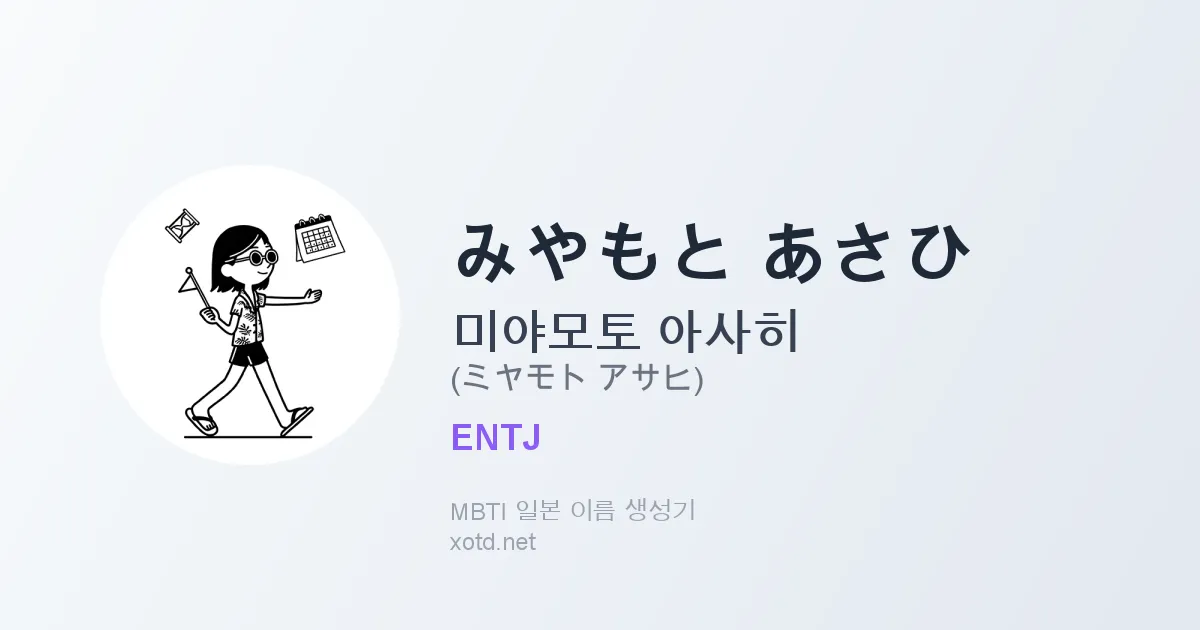 みやもと あさひ
미야모토 아사히
(ミヤモト アサヒ)
ENTJ
MBTI 일본 이름 생성기
xotd.net